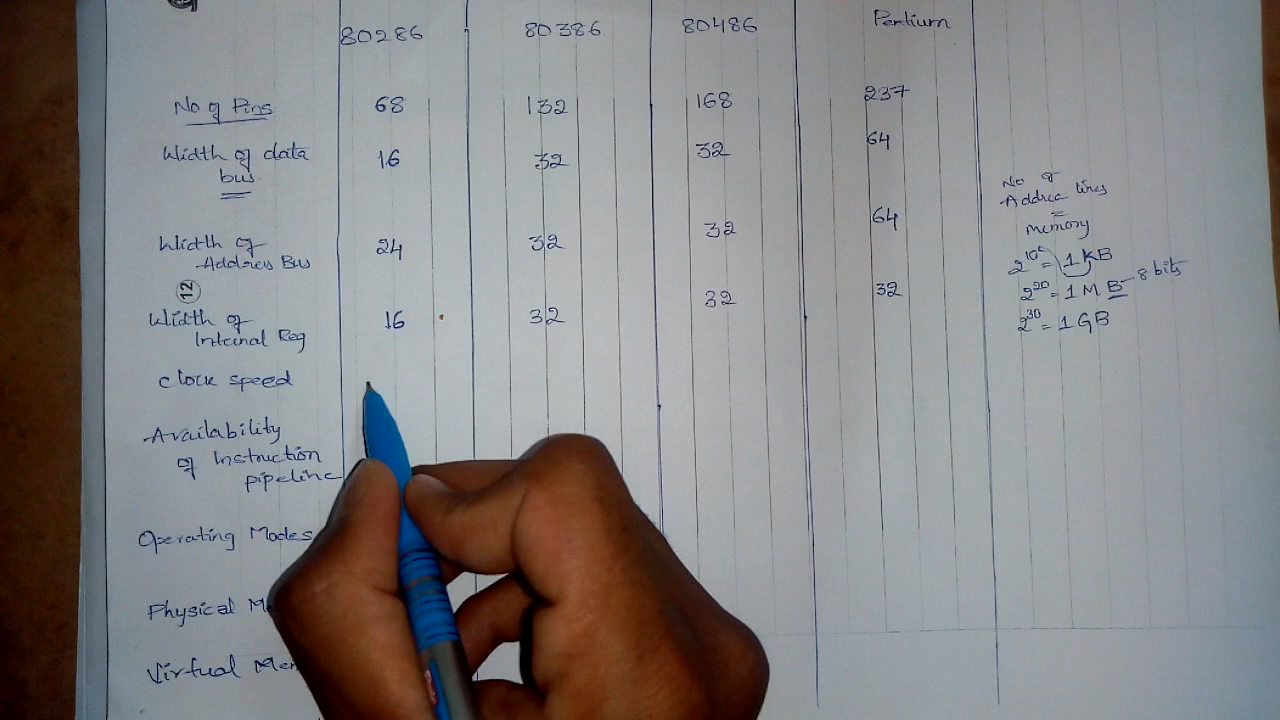 80286 80386 80486 Pentium
No of Pins 68 132 168 237
Width of data 16 32 32 64
bus
Width of 24 32 32 64
Address Bus
12
Width of 16 32 32 32
Internal Reg
Clock speed
Availability
of Instruction
pipeline
Operating Modes
Physical
Virtual
No of
Address lines
=
memory
2^10 = 1 KB
2^20 = 1 M B - 8 bits
2^30 = 1 GB